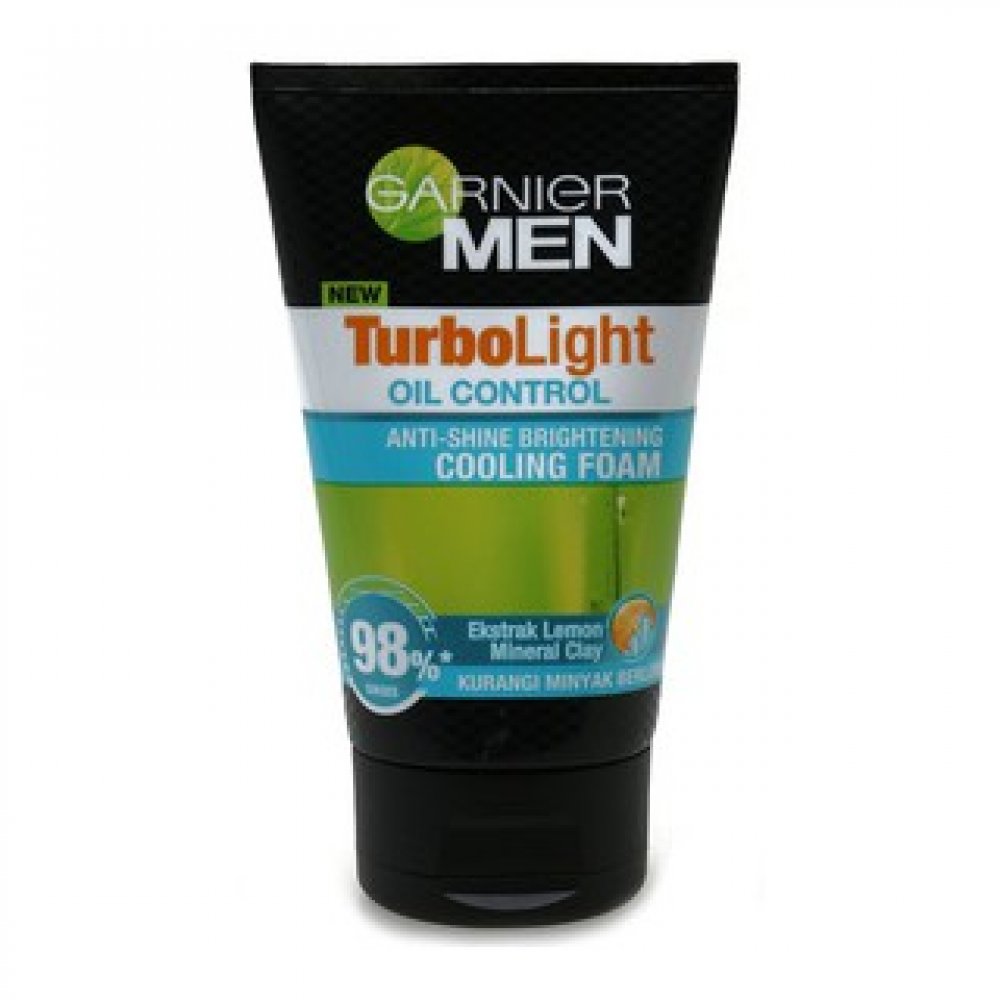 GARNIER
MEN
NEW
TurboLight
OIL CONTROL
ANTI-SHINE BRIGHTENING
COOLING FOAM
98%*
Ekstrak Lemon
Mineral Clay
KURANGI MINYAK